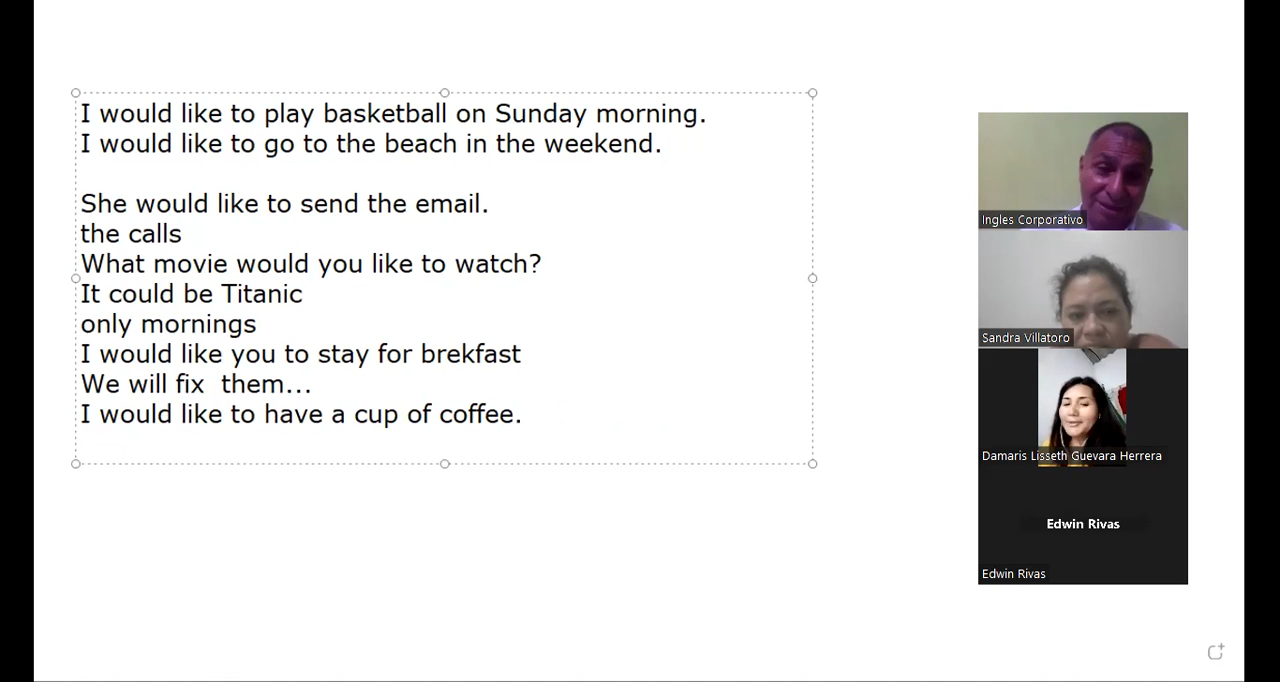 I would like to play basketball on Sunday morning.
I would like to go to the beach in the weekend.
She would like to send the email.
the calls
What movie would you like to watch?
It could be Titanic
only mornings
I would like you to stay for brekfast
We will fix  them...
I would like to have a cup of coffee.
Ingles Corporativo
Sandra Villatoro
Damaris Lisseth Guevara Herrera
Edwin Rivas
Edwin Rivas